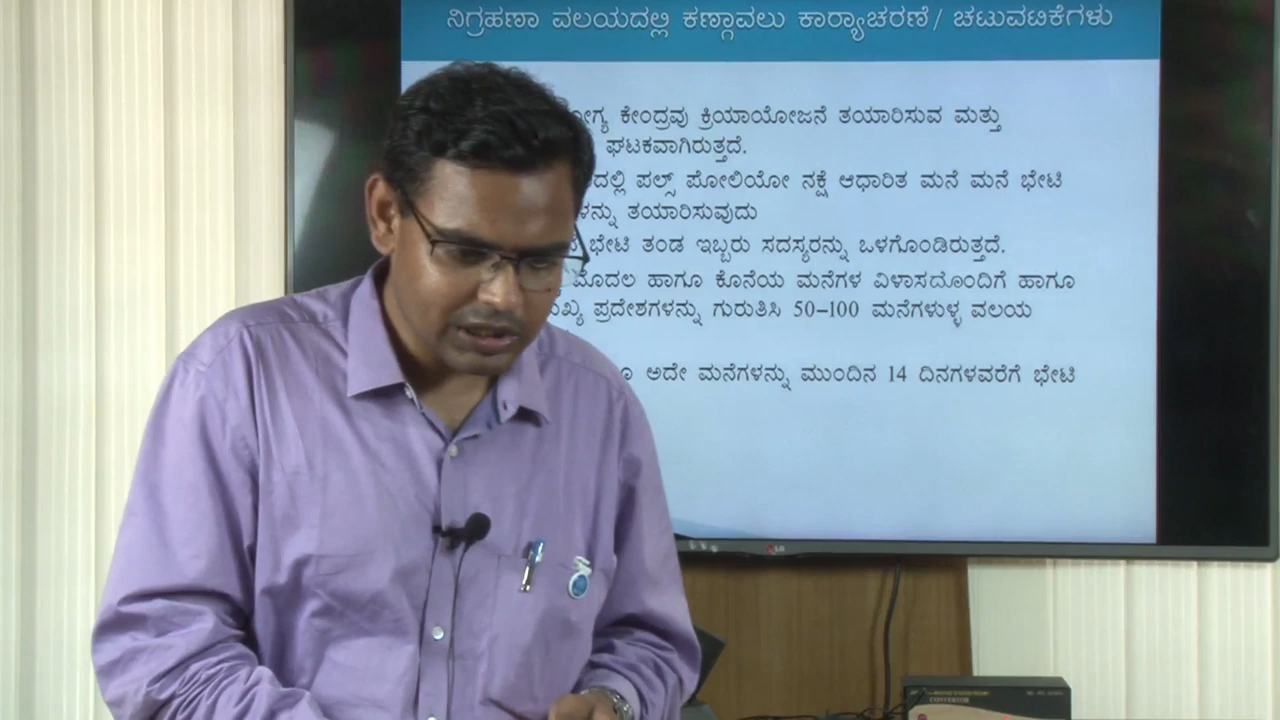 ನಿಗ್ರಹಣಾ ವಲಯದಲ್ಲಿ ಕಣ್ಗಾವಲು ಕಾರ‍್ಯಾಚರಣೆ/ ಚಟುವಟಿಕೆಗಳು
ಕೇಂದ್ರವು ಕ್ರಿಯಾಯೋಜನೆ ತಯಾರಿಸುವ ಮತ್ತು
ಘಟಕವಾಗಿರುತ್ತದೆ.
ಪಲ್ಸ್ ಪೋಲಿಯೋ ನಕ್ಷೆ ಆಧಾರಿತ ಮನೆ ಮನೆ ಭೇಟಿ
ತಯಾರಿಸುವುದು
ಭೇಟಿ ತಂಡ ಇಬ್ಬರು ಸದಸ್ಯರನ್ನು ಒಳಗೊಂಡಿರುತ್ತದೆ.
ಮೊದಲ ಹಾಗೂ ಕೊನೆಯ ಮನೆಗಳ ವಿಳಾಸದೊಂದಿಗೆ ಹಾಗೂ
ಪ್ರದೇಶಗಳನ್ನು ಗುರುತಿಸಿ 50–100 ಮನೆಗಳುಳ್ಳ ವಲಯ
ಅದೇ ಮನೆಗಳನ್ನು ಮುಂದಿನ 14 ದಿನಗಳವರೆಗೆ ಭೇಟಿ
LG
CONVERTOR